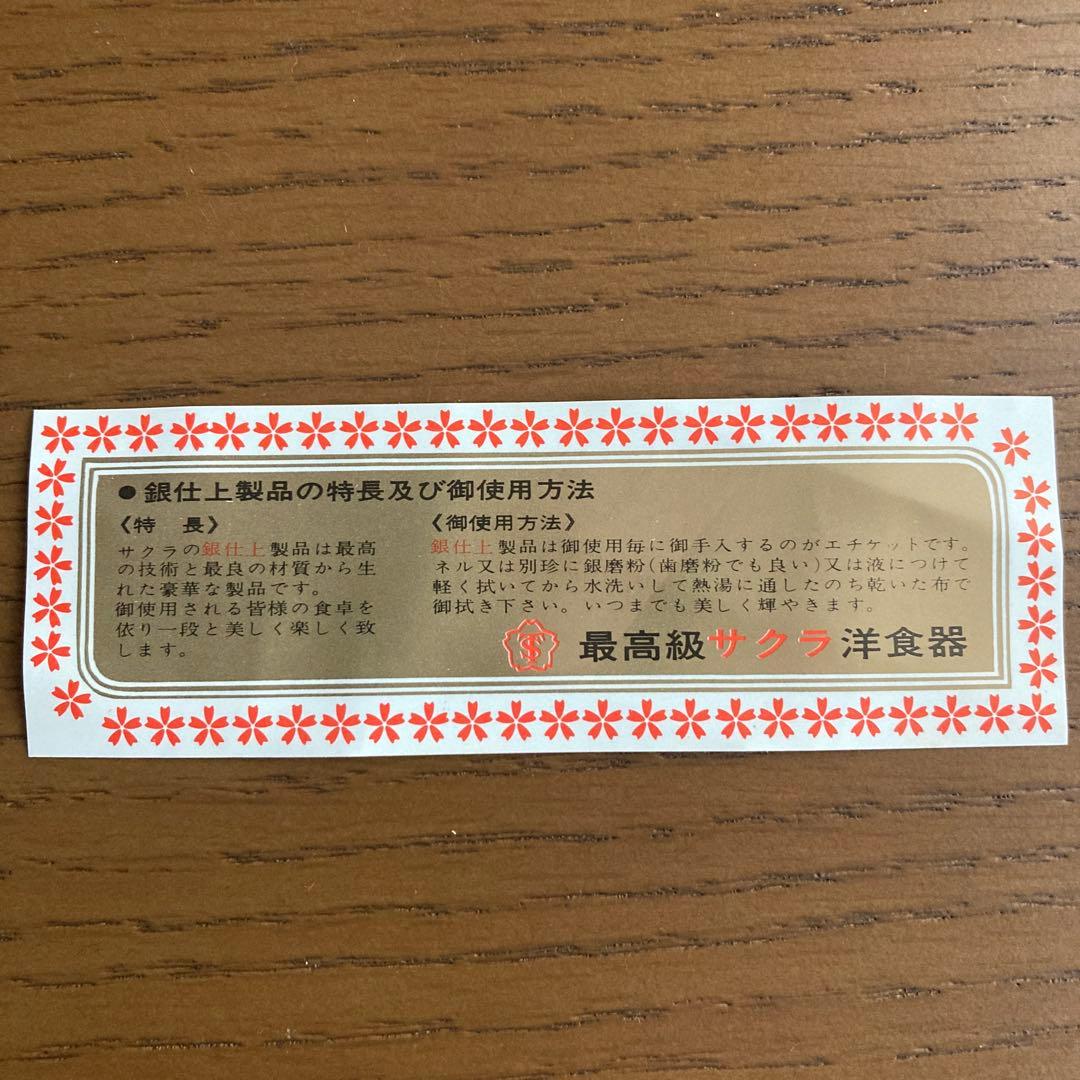 ●銀仕上製品の特長及び御使用方法
《特　長》
サクラの銀仕上製品は最高
の技術と最良の材質から生
れた豪華な製品です。
御使用される皆様の食卓を
依り一段と美しく楽しく致
します。
《御使用方法》
銀仕上製品は御使用毎に御手入するのがエチケットです。
ネル又は別珍に銀磨粉(歯磨粉でも良い)又は液につけて
軽く拭いてから水洗いして熱湯に通したのち乾いた布で
御拭き下さい。いつまでも美しく輝やきます。
最高級サクラ洋食器